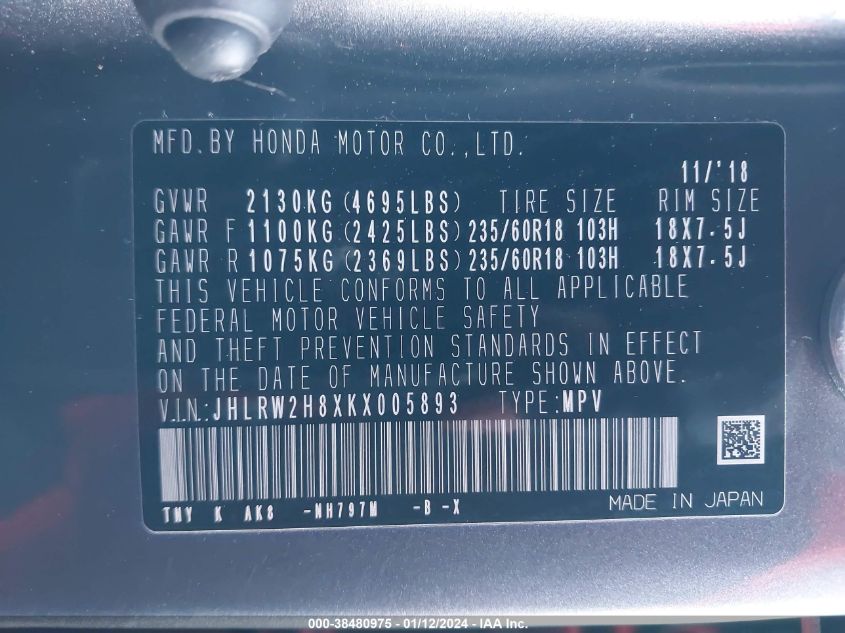 MFD.BY HONDA MOTOR CO.,LTD.
11/'18
GVWR 2130KG (4695LBS) TIRE SIZE RIM SIZE
GAWR F 1100KG (2425LBS) 235/60R18 103H 18X7.5J
GAWR R 1075KG (2369LBS) 235/60R18 103H 18X7.5J
THIS VEHICLE CONFORMS TO ALL APPLICABLE
FEDERAL MOTOR VEHICLE SAFETY
AND THEFT PREVENTION STANDARDS IN EFFECT
ON THE DATE OF MANUFACTURE SHOWN ABOVE.
V.I.N.:JHLRW2H8XKX005893 TYPE:MPV
TNY K AK8 -NH797M -B -X
MADE IN JAPAN
000-38480975 - 01/12/2024 - IAA Inc.